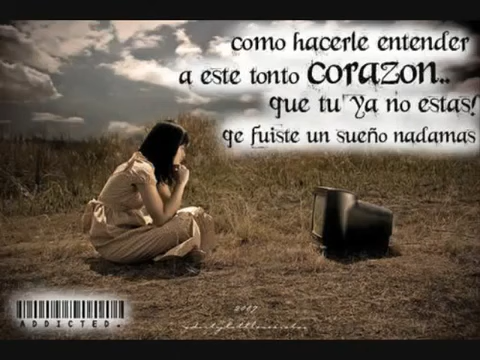 como hacerle entender
a este tonto corazon..
que tu ya no estas!
qe fuiste un sueño nadamas
2007
ADDICTED.